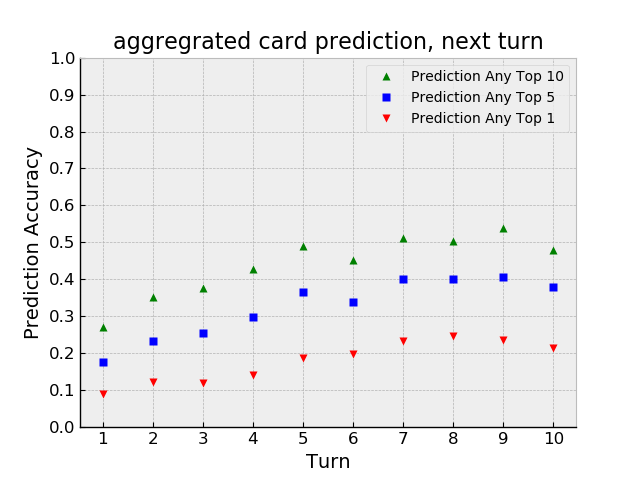 aggregrated card prediction, next turn
Prediction Any Top 10
Prediction Any Top 5
Prediction Any Top 1
Prediction Accuracy
1.0
0.9
0.8
0.7
0.6
0.5
0.4
0.3
0.2
0.1
0.0
1 2 3 4 5 6 7 8 9 10
Turn